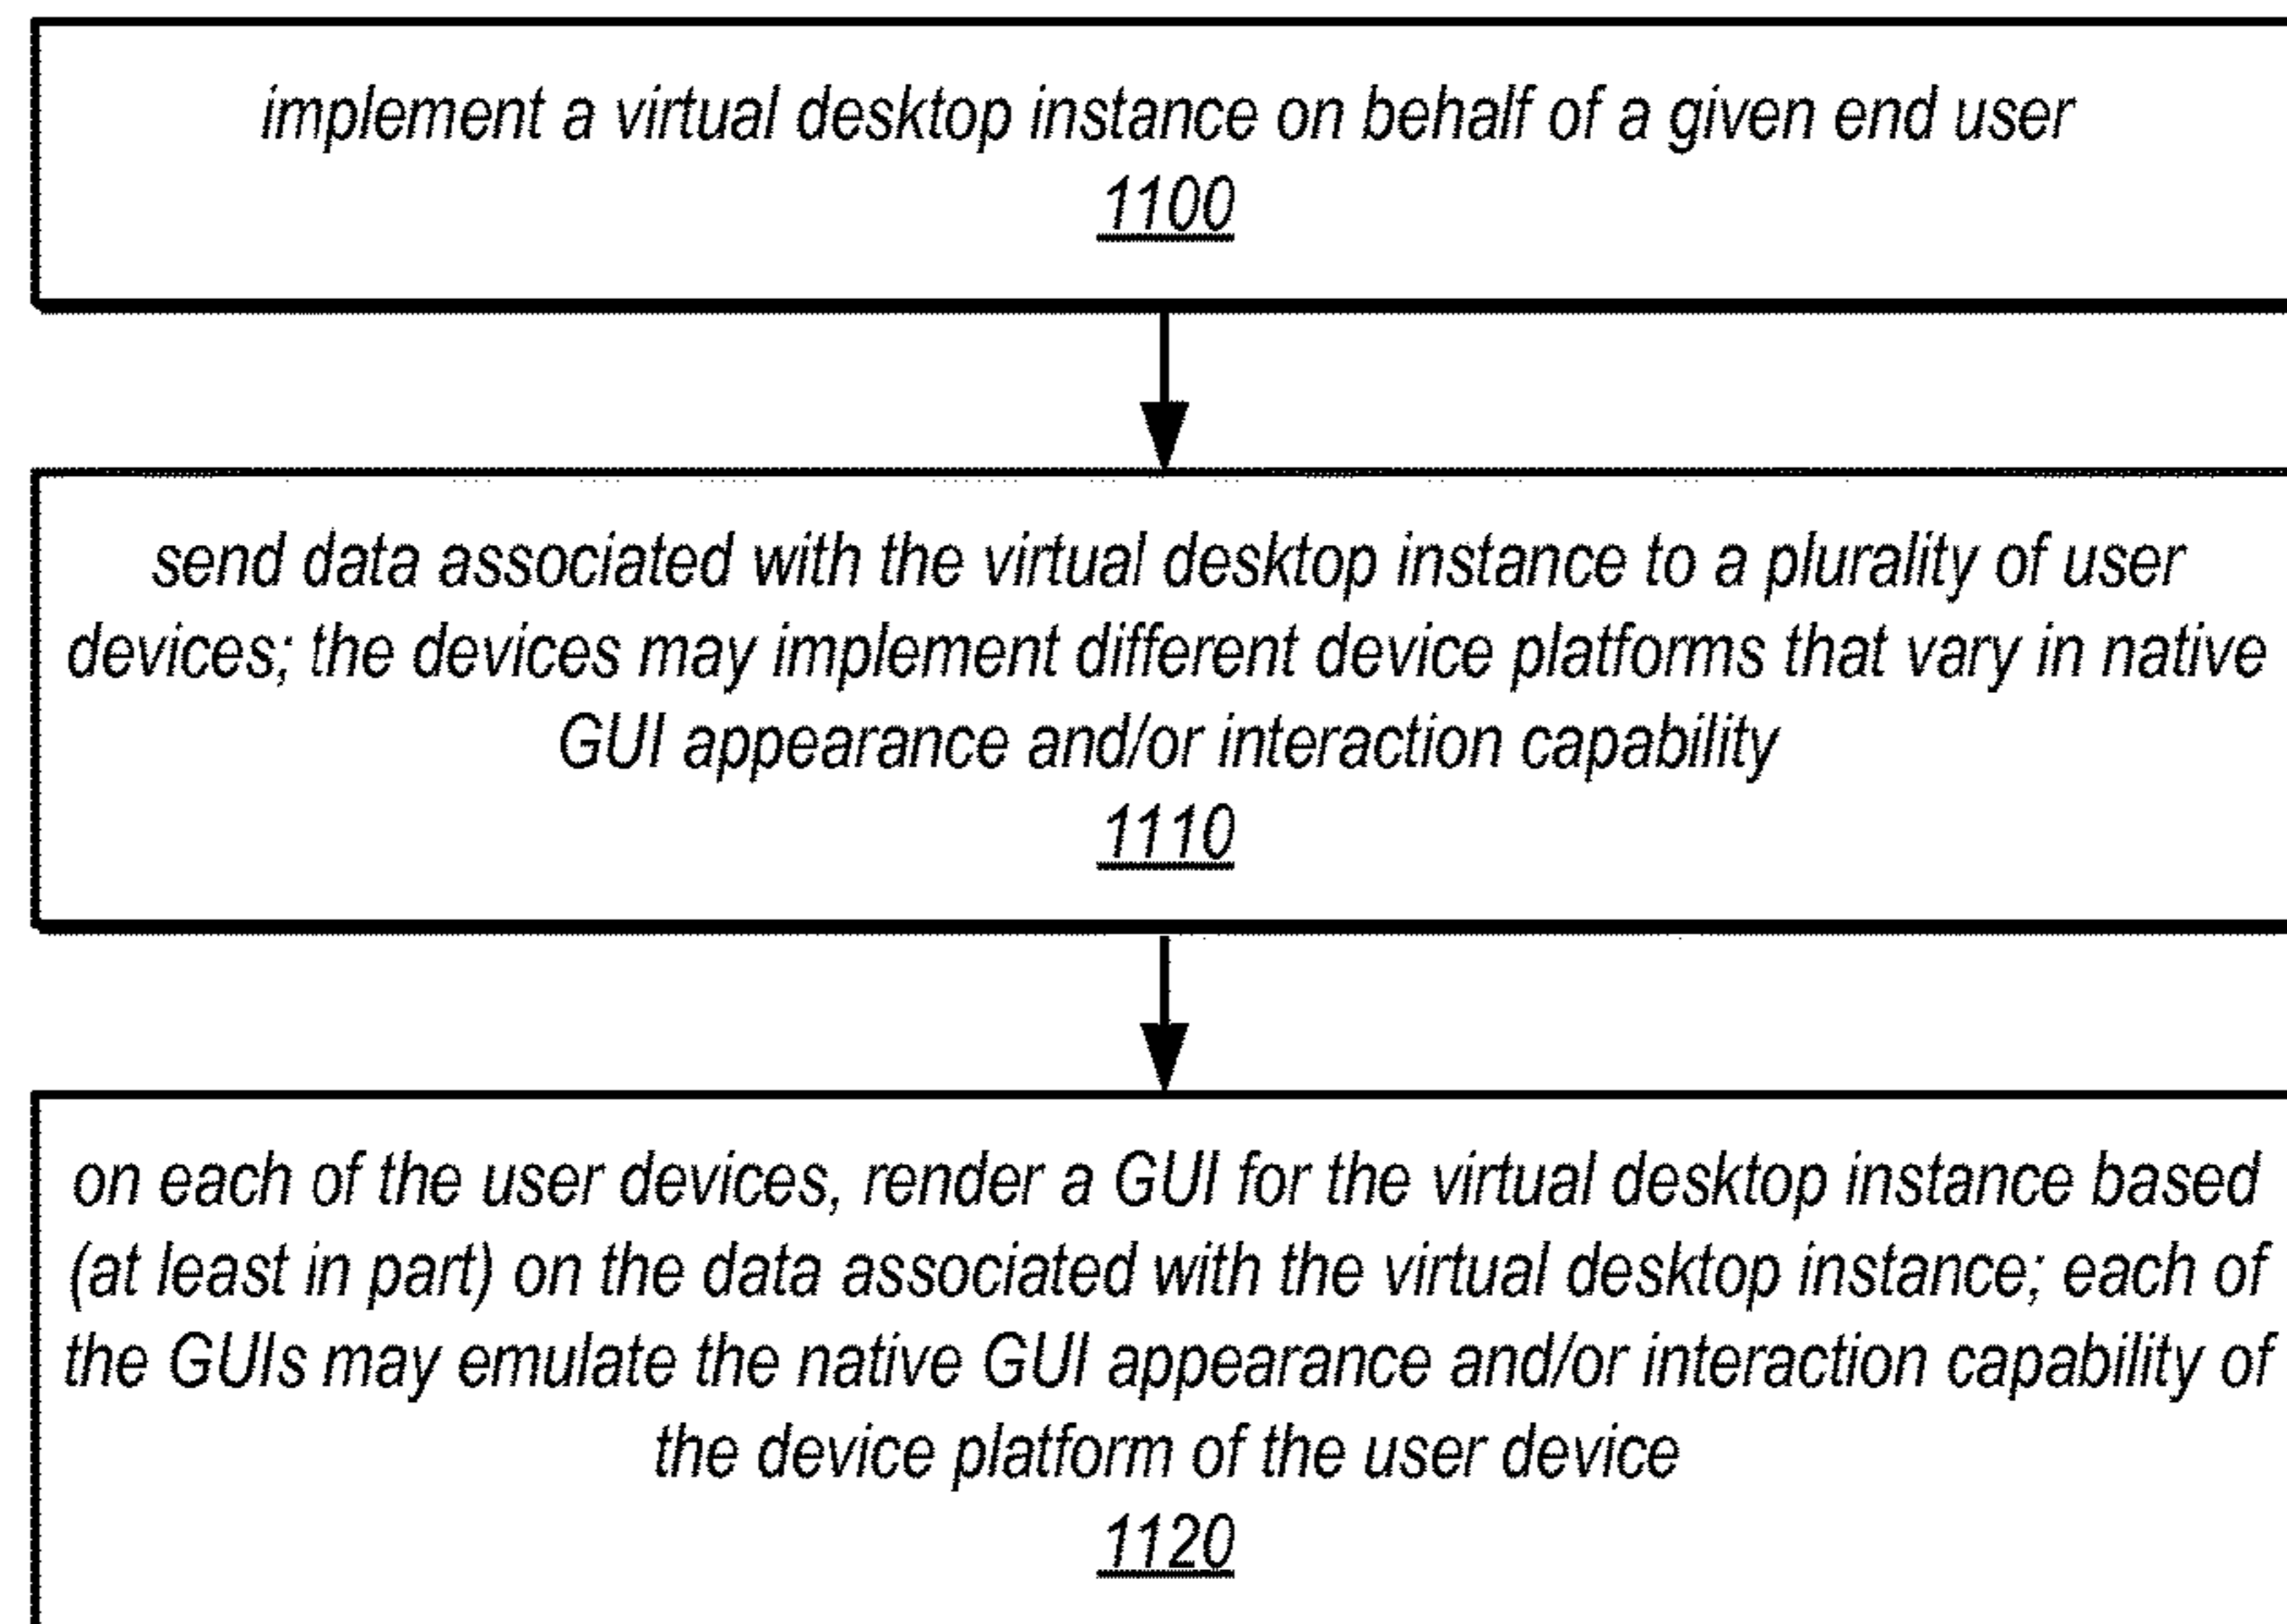 implement a virtual desktop instance on behalf of a given end user
1100
send data associated with the virtual desktop instance to a plurality of user
devices; the devices may implement different device platforms that vary in native
GUI appearance and/or interaction capability
1110
on each of the user devices, render a GUI for the virtual desktop instance based
(at least in part) on the data associated with the virtual desktop instance; each of
the GUIs may emulate the native GUI appearance and/or interaction capability of
the device platform of the user device
1120